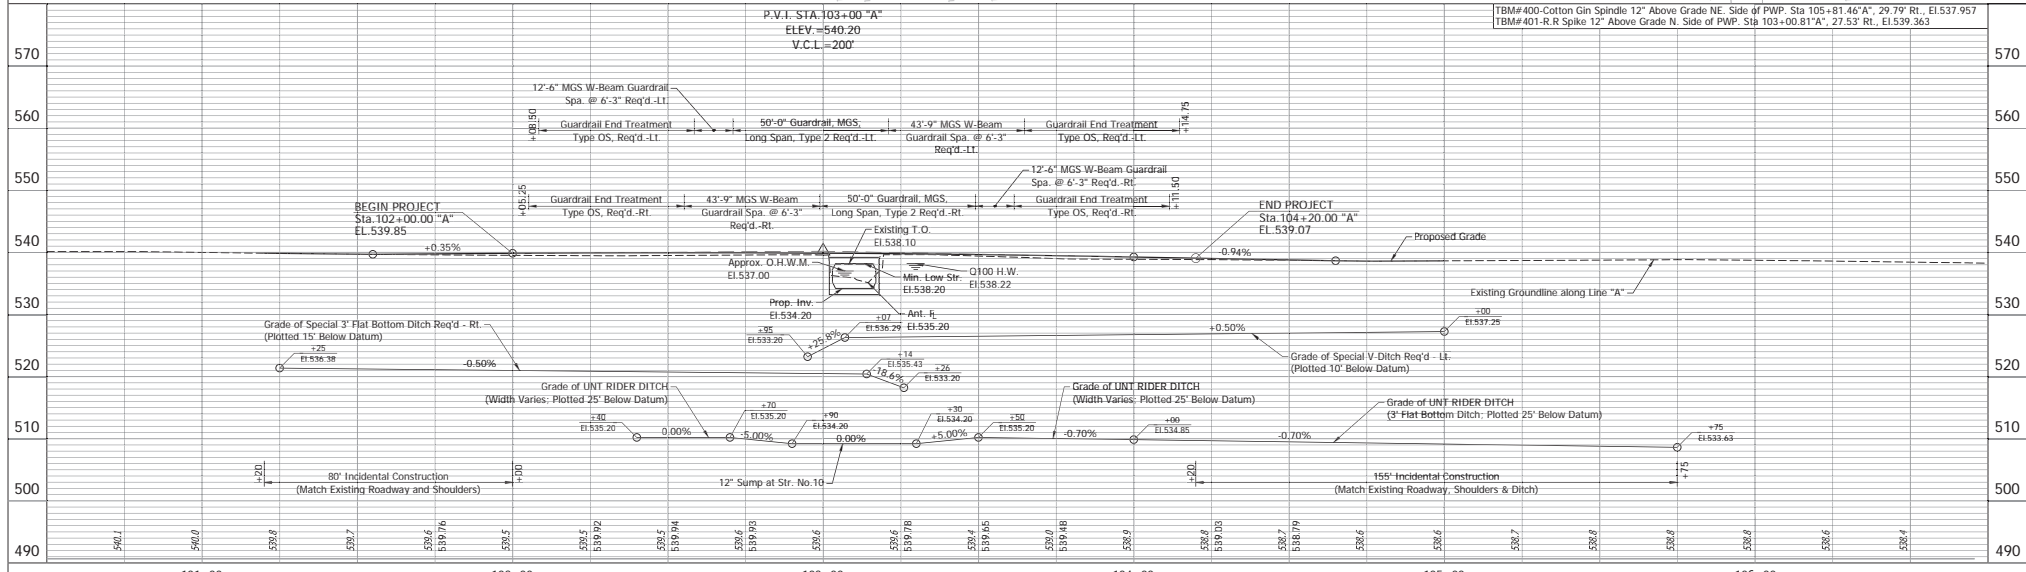 P.V.I. STA.103+00 "A"
ELEV.=540.20
V.C.L.=200'
TBM#400-Cotton Gin Spindle 12" Above Grade NE. Side of PWP. Sta 105+81.46"A", 29.79' Rt., El.537.957
TBM#401-R.R Spike 12" Above Grade N. Side of PWP. Sta 103+00.81"A", 27.53' Rt., El.539.363
570
570
12'-6" MGS W-Beam Guardrail
Spa. @ 6'-3" Req'd.-Lt.
560
560
+08.50
Guardrail End Treatment
Type OS, Req'd.-Lt.
50'-0" Guardrail, MGS,
Long Span, Type 2 Req'd.-Lt.
43'-9" MGS W-Beam
Guardrail Spa. @ 6'-3"
Req'd.-Lt.
Guardrail End Treatment
Type OS, Req'd.-Lt.
+14.75
12'-6" MGS W-Beam Guardrail
Spa. @ 6'-3" Req'd.-Rt.
550
550
+05.25
Guardrail End Treatment
Type OS, Req'd.-Rt.
43'-9" MGS W-Beam
Guardrail Spa. @ 6'-3"
Req'd.-Rt.
50'-0" Guardrail, MGS,
Long Span, Type 2 Req'd.-Rt.
Guardrail End Treatment
Type OS, Req'd.-Rt.
+11.50
BEGIN PROJECT
Sta.102+00.00 "A"
EL.539.85
END PROJECT
Sta.104+20.00 "A"
EL.539.07
540
540
+0.35%
Existing T.O.
El.538.10
-0.94%
Proposed Grade
Approx. O.H.W.M.
El.537.00
Min. Low Str.
El.538.20
Q100 H.W.
El.538.22
Existing Groundline along Line "A"
530
530
Prop. Inv.
El.534.20
Ant. FL
El.535.20
Grade of Special 3' Flat Bottom Ditch Req'd - Rt.
(Plotted 15' Below Datum)
+95
El.533.20
+25.8%
+07
El.536.29
+0.50%
+00
El.537.25
+25
El.536.38
-0.50%
+14
El.535.43
-18.6%
+26
El.533.20
Grade of Special V-Ditch Req'd - Lt.
(Plotted 10' Below Datum)
520
520
Grade of UNT RIDER DITCH
(Width Varies; Plotted 25' Below Datum)
Grade of UNT RIDER DITCH
(Width Varies; Plotted 25' Below Datum)
Grade of UNT RIDER DITCH
(3' Flat Bottom Ditch; Plotted 25' Below Datum)
+40
El.535.20
0.00%
+70
El.535.20
-5.00%
+90
El.534.20
0.00%
+30
El.534.20
+5.00%
+50
El.535.20
-0.70%
+00
El.534.85
-0.70%
+75
El.533.63
510
510
+20
80' Incidental Construction
(Match Existing Roadway and Shoulders)
+00
12" Sump at Str. No.10
+20
155' Incidental Construction
(Match Existing Roadway, Shoulders & Ditch)
+75
500
500
540.1
540.0
539.8
539.7
539.6
539.76
539.5
539.5
539.92
539.5
539.94
539.6
539.93
539.6
539.6
539.78
539.4
539.65
539.0
539.48
538.9
538.8
539.03
538.7
538.79
538.6
538.6
538.7
538.8
538.8
538.8
538.6
538.4
490
490